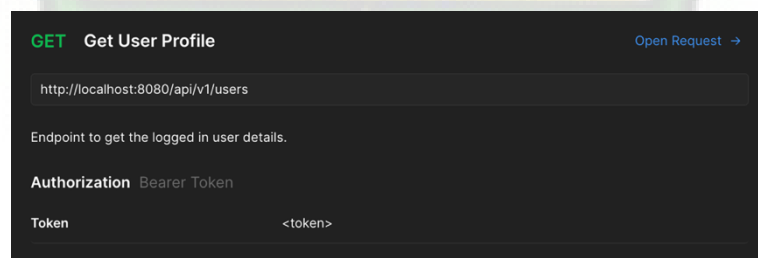 GET Get User Profile Open Request →
http://localhost:8080/api/v1/users
Endpoint to get the logged in user details.
Authorization Bearer Token
Token <token>